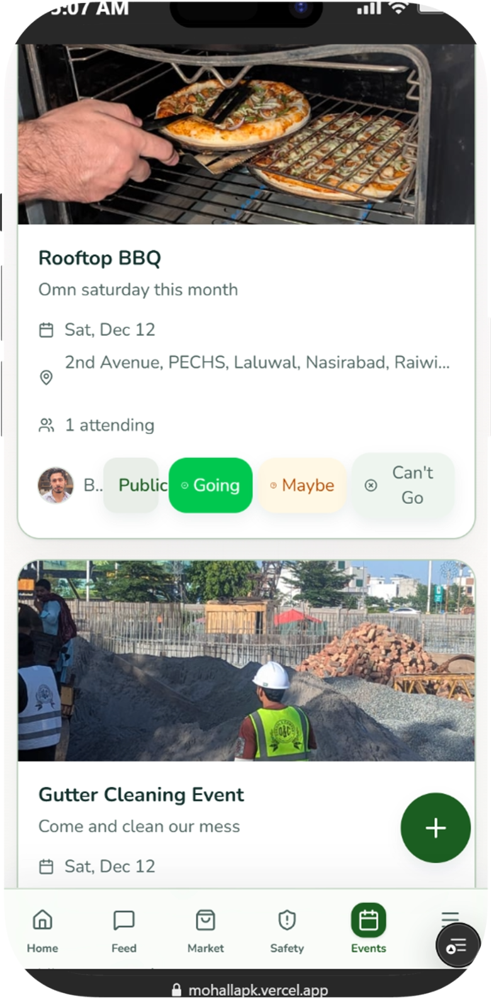 5:07 AM
Rooftop BBQ
Omn saturday this month
Sat, Dec 12
2nd Avenue, PECHS, Laluwal, Nasirabad, Raiwi...
1 attending
B..
Public
Going
Maybe
Can't
Go
Gutter Cleaning Event
Come and clean our mess
Sat, Dec 12
Home
Feed
Market
Safety
Events
mohallapk.vercel.app